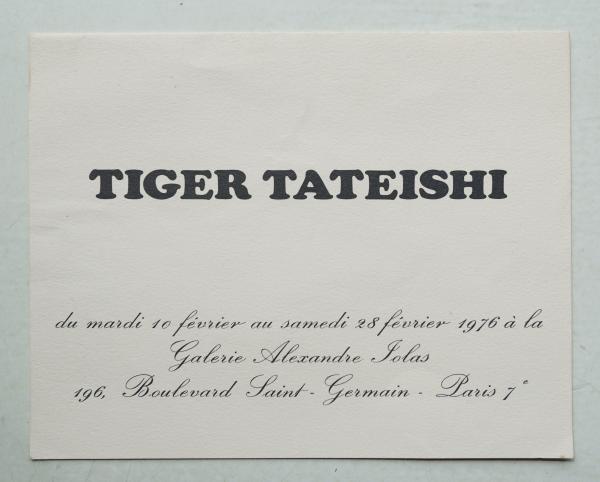 TIGER TATEISHI
du mardi 10 février au samedi 28 février 1976 à la
Galerie Alexandre Iolas
196, Boulevard Saint-Germain - Paris 7e